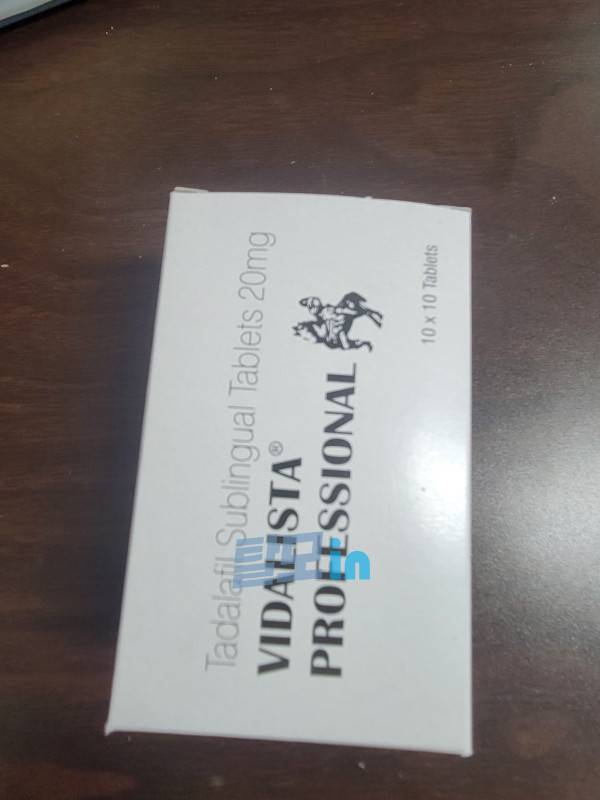 Tadalafil Sublingual Tablets 20mg
VIDALISTA®
PROFESSIONAL
10 x 10 Tablets